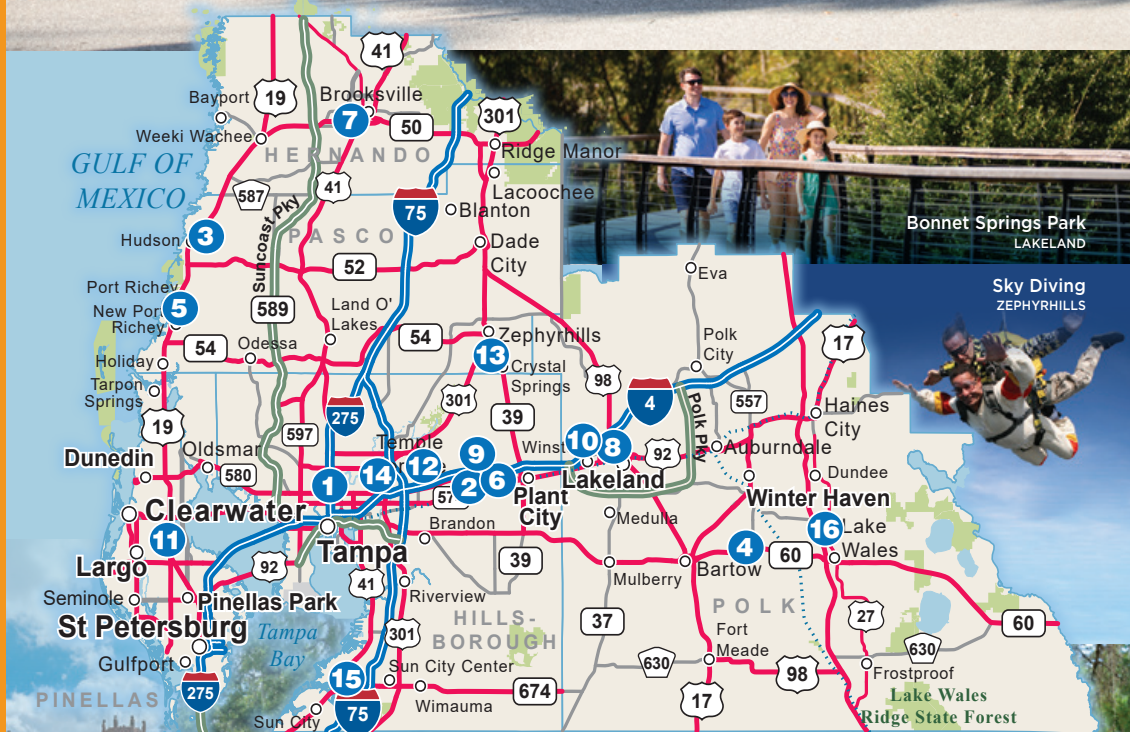 41
Bayport
19
Brooksville
301
7
50
Weeki Wachee
Ridge Manor
HERNANDO
GULF OF
MEXICO
587
41
Lacoochee
75
Blanton
Suncoast Pky
Bonnet Springs Park
LAKELAND
Hudson
3
PASCO
Dade
City
52
Eva
Port Richey
5
New Por
Richey
589
Land O'
Lakes
Sky Diving
ZEPHYRHILLS
54
Odessa
54
Zephyrhills
Polk
City
17
Holiday
13
Crystal
Springs
Tarpon
Springs
98
4
301
275
39
557
Haines
City
19
597
Polk Pky
Oldsmar
Temple
Winst
10
8
92
Auburndale
Dunedin
580
14
12
9
Lakeland
Dundee
1
57
2
6
Plant
City
Winter Haven
Clearwater
Medulla
11
Brandon
16
Lake
Wales
Tampa
39
4
60
Largo
92
41
Mulberry
Bartow
Seminole
Pinellas Park
Riverview
POLK
HILLS-
BOROUGH
37
27
60
St Petersburg
Tampa
Bay
301
Fort
Meade
630
630
Gulfport
Sun City Center
98
Frostproof
275
15
674
17
Lake Wales
Ridge State Forest
PINELLAS
Wimauma
75
Sun City